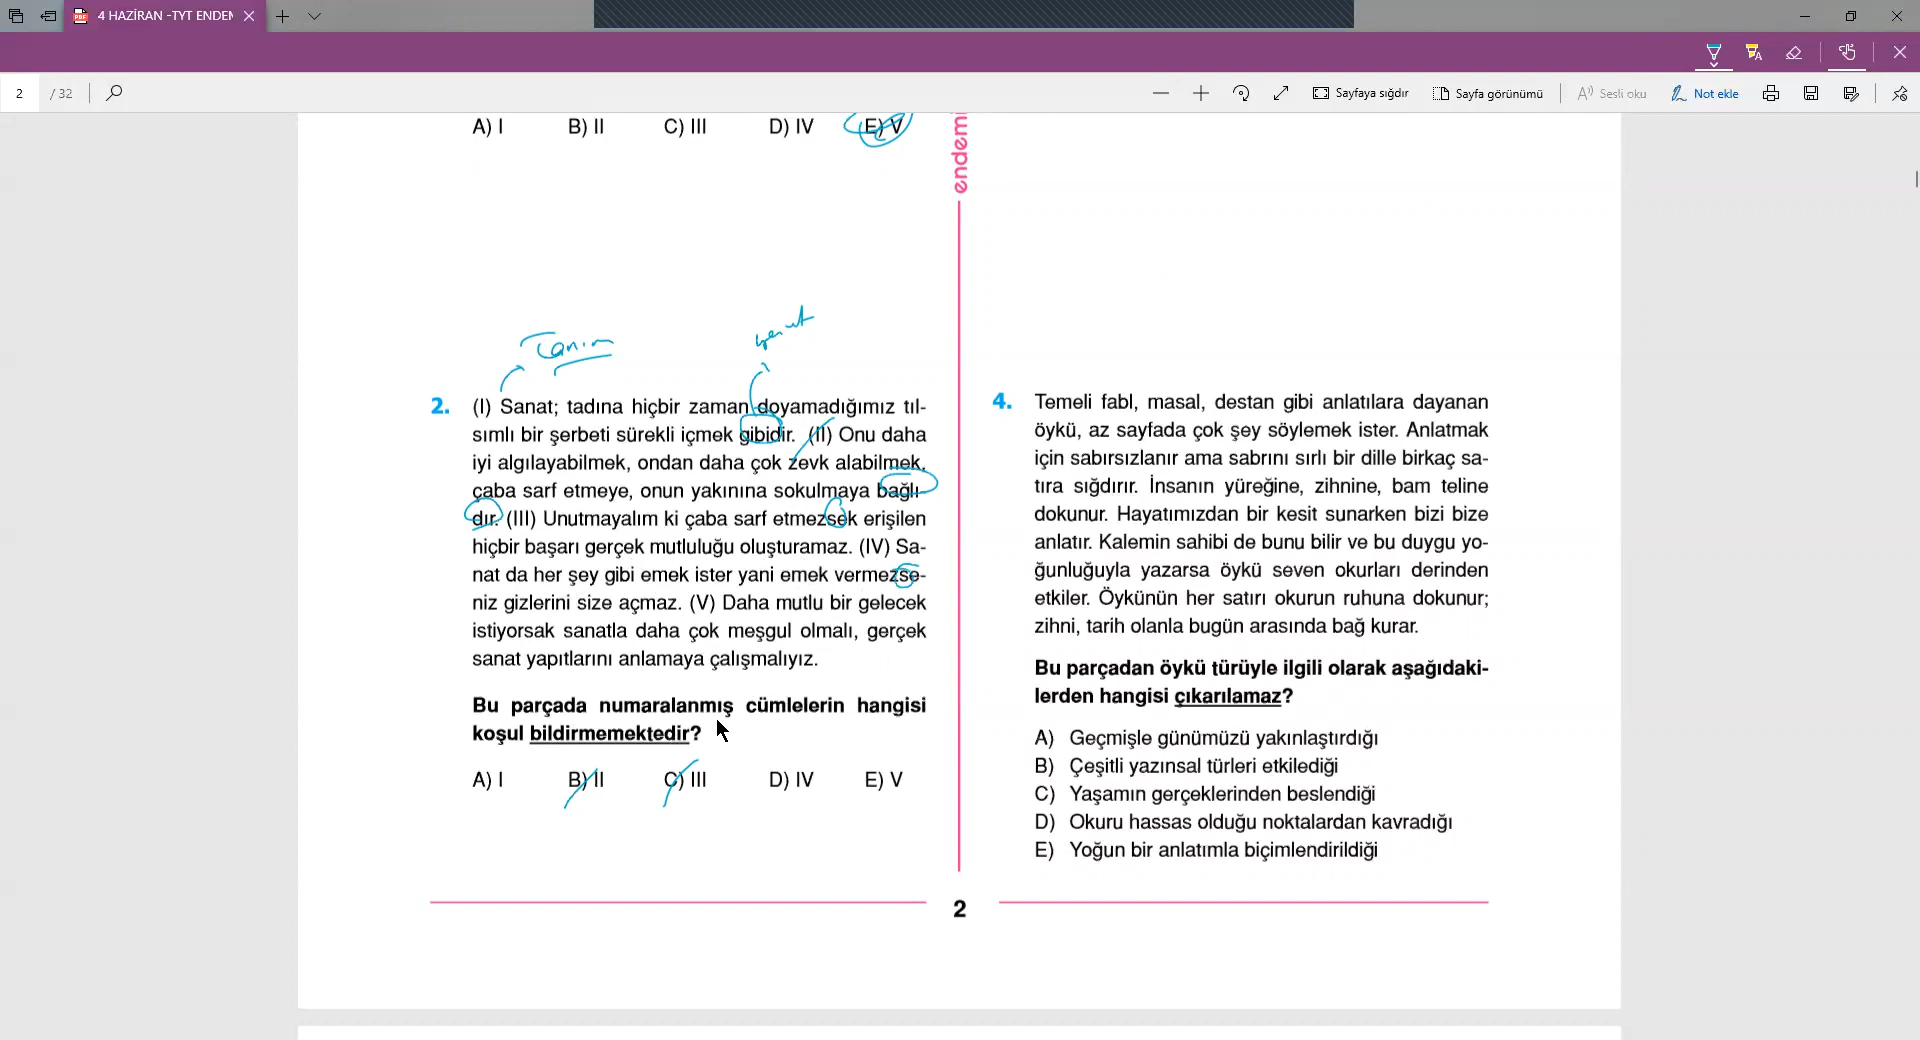 4 HAZİRAN -TYT ENDEM
2 / 32
Sayfaya sığdır
Sayfa görünümü
Sesli oku
Not ekle
A) I B) II C) III D) IV E) V
endemi
Tanım
2. (I) Sanat; tadına hiçbir zaman doyamadığımız tıl-
sımlı bir şerbeti sürekli içmek gibidir. (II) Onu daha
iyi algılayabilmek, ondan daha çok zevk alabilmek,
çaba sarf etmeye, onun yakınına sokulmaya bağlı-
dır. (III) Unutmayalım ki çaba sarf etmezsek erişilen
hiçbir başarı gerçek mutluluğu oluşturamaz. (IV) Sa-
nat da her şey gibi emek ister yani emek vermezse-
niz gizlerini size açmaz. (V) Daha mutlu bir gelecek
istiyorsak sanatla daha çok meşgul olmalı, gerçek
sanat yapıtlarını anlamaya çalışmalıyız.
Bu parçada numaralanmış cümlelerin hangisi
koşul bildirmemektedir?
A) I B) II C) III D) IV E) V
4. Temeli fabl, masal, destan gibi anlatılara dayanan
öykü, az sayfada çok şey söylemek ister. Anlatmak
için sabırsızlanır ama sabrını sırlı bir dille birkaç sa-
tıra sığdırır. İnsanın yüreğine, zihnine, bam teline
dokunur. Hayatımızdan bir kesit sunarken bizi bize
anlatır. Kalemin sahibi de bunu bilir ve bu duygu yo-
ğunluğuyla yazarsa öykü seven okurları derinden
etkiler. Öykünün her satırı okurun ruhuna dokunur;
zihni, tarih olanla bugün arasında bağ kurar.
Bu parçadan öykü türüyle ilgili olarak aşağıdaki-
lerden hangisi çıkarılamaz?
A) Geçmişle günümüzü yakınlaştırdığı
B) Çeşitli yazınsal türleri etkilediği
C) Yaşamın gerçeklerinden beslendiği
D) Okuru hassas olduğu noktalardan kavradığı
E) Yoğun bir anlatımla biçimlendirildiği
2